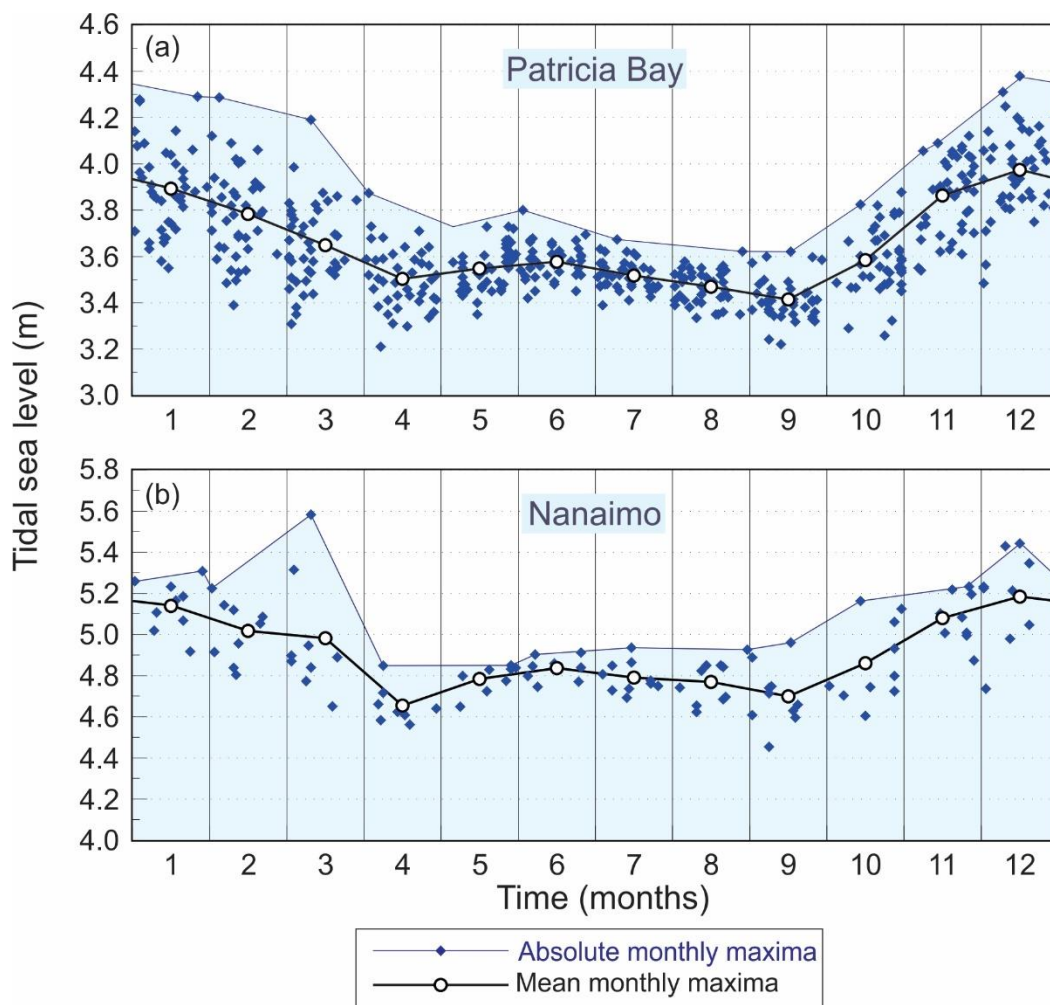 (a)
Patricia Bay
4.6
4.4
4.2
4.0
3.8
3.6
3.4
3.2
3.0
1 2 3 4 5 6 7 8 9 10 11 12
Tidal sea level (m)
(b)
Nanaimo
5.8
5.6
5.4
5.2
5.0
4.8
4.6
4.4
4.2
4.0
1 2 3 4 5 6 7 8 9 10 11 12
Time (months)
Absolute monthly maxima
Mean monthly maxima